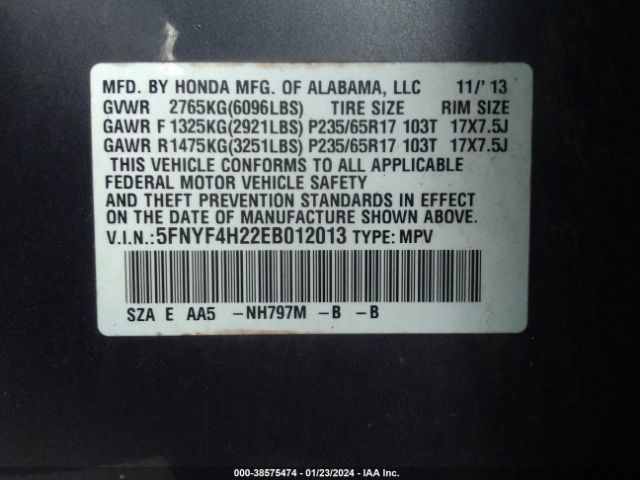 MFD. BY HONDA MFG. OF ALABAMA, LLC 11/'13
GVWR 2765KG(6096LBS) TIRE SIZE RIM SIZE
GAWR F 1325KG(2921LBS) P235/65R17 103T 17X7.5J
GAWR R1475KG(3251LBS) P235/65R17 103T 17X7.5J
THIS VEHICLE CONFORMS TO ALL APPLICABLE
FEDERAL MOTOR VEHICLE SAFETY
AND THEFT PREVENTION STANDARDS IN EFFECT
ON THE DATE OF MANUFACTURE SHOWN ABOVE.
V.I.N.:5FNYF4H22EB012013 TYPE: MPV
SZA E AA5 -NH797M -B -B
000-38575474 - 01/23/2024 - IAA Inc.